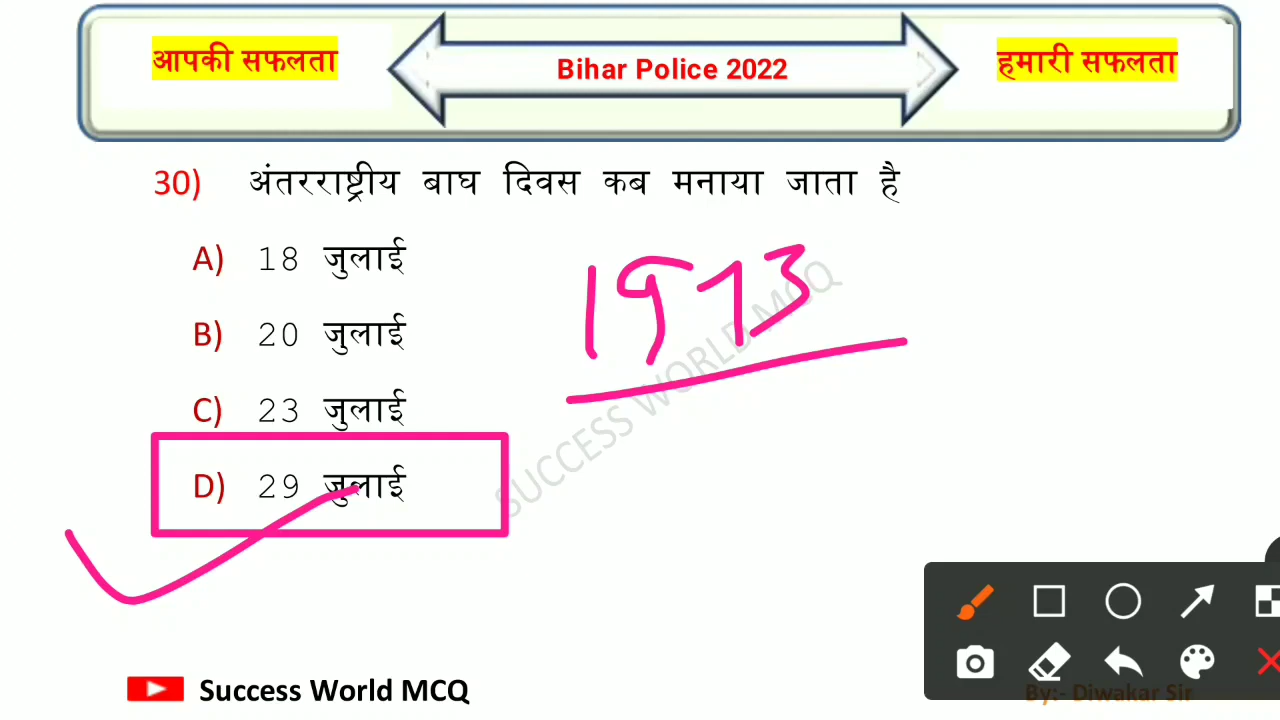 आपकी सफलता
Bihar Police 2022
हमारी सफलता
30) अंतरराष्ट्रीय बाघ दिवस कब मनाया जाता है
A) 18 जुलाई
B) 20 जुलाई
C) 23 जुलाई
D) 29 जुलाई
1973
SUCCESS WORLD MCQ
Success World MCQ
By:- Diwakar Sir